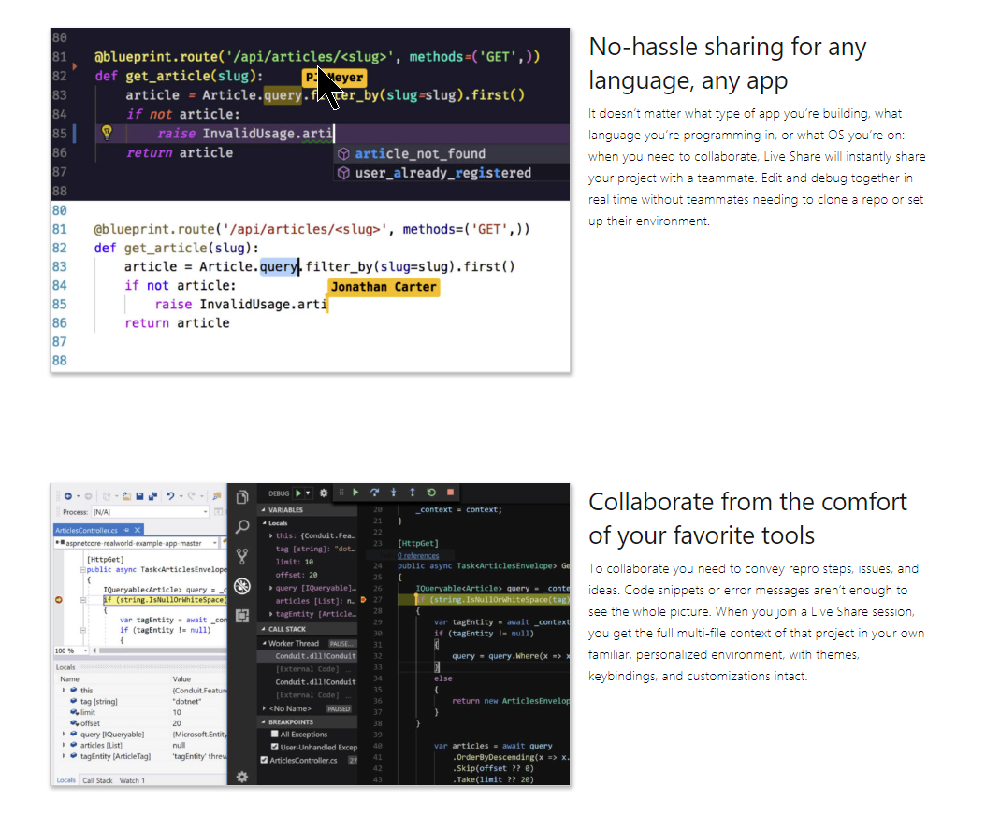 80
81 @blueprint.route('/api/articles/<slug>', methods=('GET',))
82 def get_article(slug):
83 article = Article.query.filter_by(slug=slug).first()
84 if not article:
85 raise InvalidUsage.arti
86 return article
87
88
article_not_found
user_already_registered
80
81 @blueprint.route('/api/articles/<slug>', methods=('GET',))
82 def get_article(slug):
83 article = Article.query.filter_by(slug=slug).first()
84 if not article:
Jonathan Carter
85 raise InvalidUsage.arti
86 return article
87
88
No-hassle sharing for any
language, any app
It doesn't matter what type of app you're building, what
language you're programming in, or what OS you're on:
when you need to collaborate, Live Share will instantly share
your project with a teammate. Edit and debug together in
real time without teammates needing to clone a repo or set
up their environment.
Process: [N/A]
ArticlesController.cs
aspnetcore-realworld-example-app-master
[HttpGet]
public async Task<ArticlesEnvelope
{
IQueryable<Article> query = _c
if (string.IsNullOrWhiteSpace(
{
var tagEntity = await _con
if (tagEntity != null)
{
100 %
Locals
Name Value
this {Conduit.Featur
tag [string] "dotnet"
limit 10
offset 20
query [IQueryable] {Microsoft.Entity
articles [List] null
tagEntity [ArticleTag] 'tagEntity' threw
Locals Call Stack Watch 1
DEBUG
VARIABLES
Locals
this: {Conduit.Fea…
tag [string]: "dot…
limit: 10
offset: 20
query [IQueryable]…
articles [List]: n…
tagEntity [Article…
CALL STACK
Worker Thread PAUSE…
Conduit.dll!Conduit
[External Code] …
Conduit.dll!Conduit
[External Code] …
<No Name> PAUSED
BREAKPOINTS
All Exceptions
User-Unhandled Excep
ArticlesController.cs 27
20 _context = context;
21 }
22
23 [HttpGet]
0 references
24 public async Task<ArticlesEnvelope> Ge
25 {
26 IQueryable<Article> query = _conte
27 if (string.IsNullOrWhiteSpace(tag)
28 {
29 var tagEntity = await _context
30 if (tagEntity != null)
31 {
32 query = query.Where(x => x
33 }
34 else
35 {
36 return new ArticlesEnvelop
37 }
38 }
39
40 var articles = await query
41 .OrderByDescending(x => x.
42 .Skip(offset ?? 0)
43 .Take(limit ?? 20)
Collaborate from the comfort
of your favorite tools
To collaborate you need to convey repro steps, issues, and
ideas. Code snippets or error messages aren't enough to
see the whole picture. When you join a Live Share session,
you get the full multi-file context of that project in your own
familiar, personalized environment, with themes,
keybindings, and customizations intact.